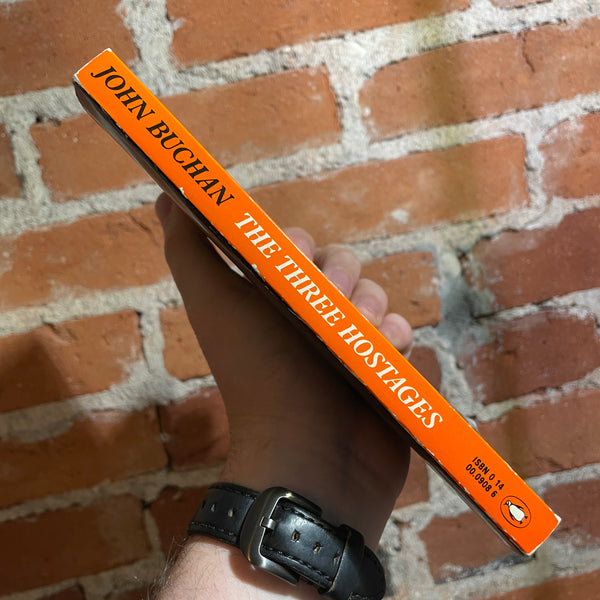 JOHN BUCHAN THE THREE HOSTAGES
ISBN 0 14
00.0908 6